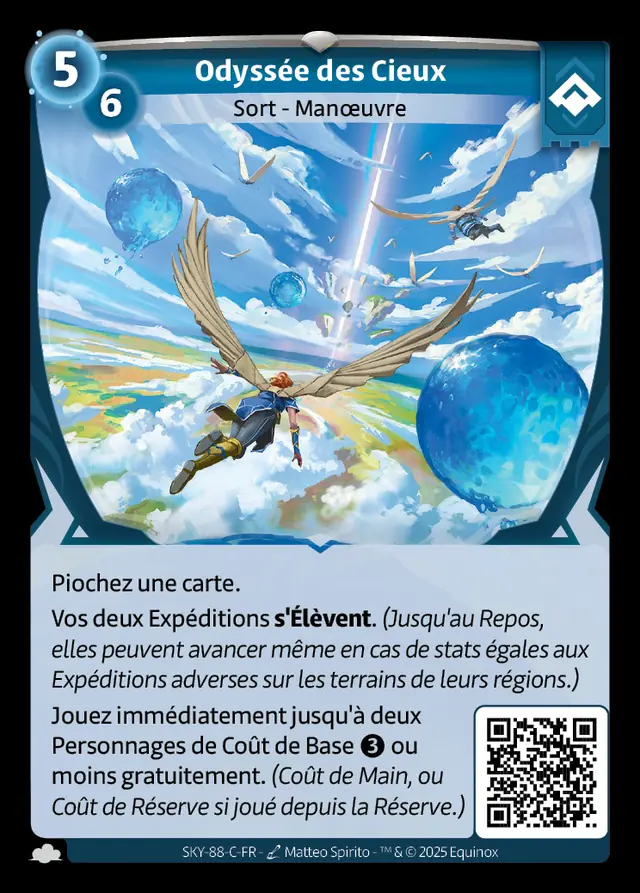 5
6
Odyssée des Cieux
Sort - Manœuvre
Piochez une carte.
Vos deux Expéditions s'Élèvent. (Jusqu'au Repos,
elles peuvent avancer même en cas de stats égales aux
Expéditions adverses sur les terrains de leurs régions.)
Jouez immédiatement jusqu'à deux
Personnages de Coût de Base 3 ou
moins gratuitement. (Coût de Main, ou
Coût de Réserve si joué depuis la Réserve.)
SKY-88-C-FR - Matteo Spirito - ™ & © 2025 Equinox